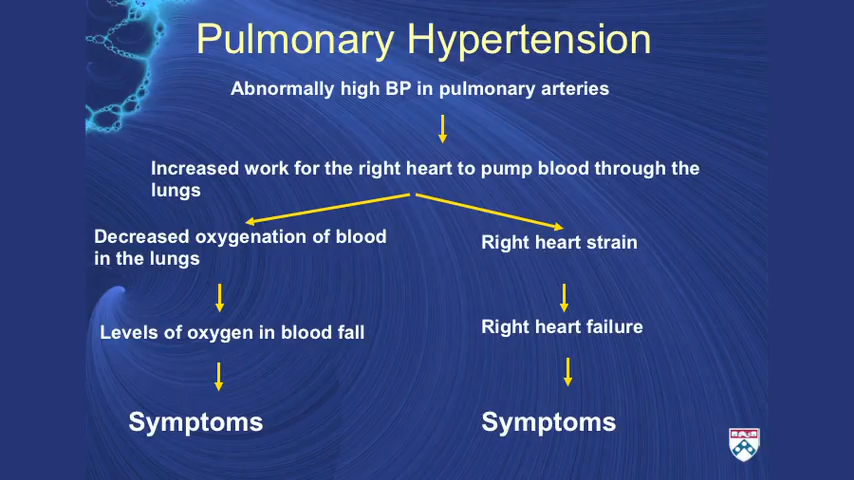 Pulmonary Hypertension
Abnormally high BP in pulmonary arteries
Increased work for the right heart to pump blood through the
lungs
Decreased oxygenation of blood
in the lungs
Right heart strain
Levels of oxygen in blood fall
Right heart failure
Symptoms
Symptoms